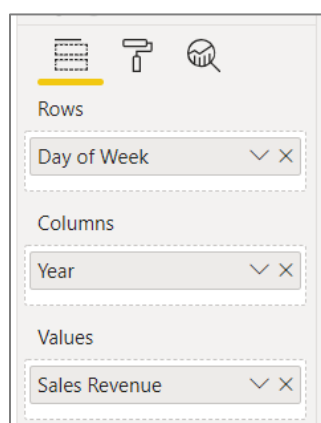 Rows
Day of Week
Columns
Year
Values
Sales Revenue